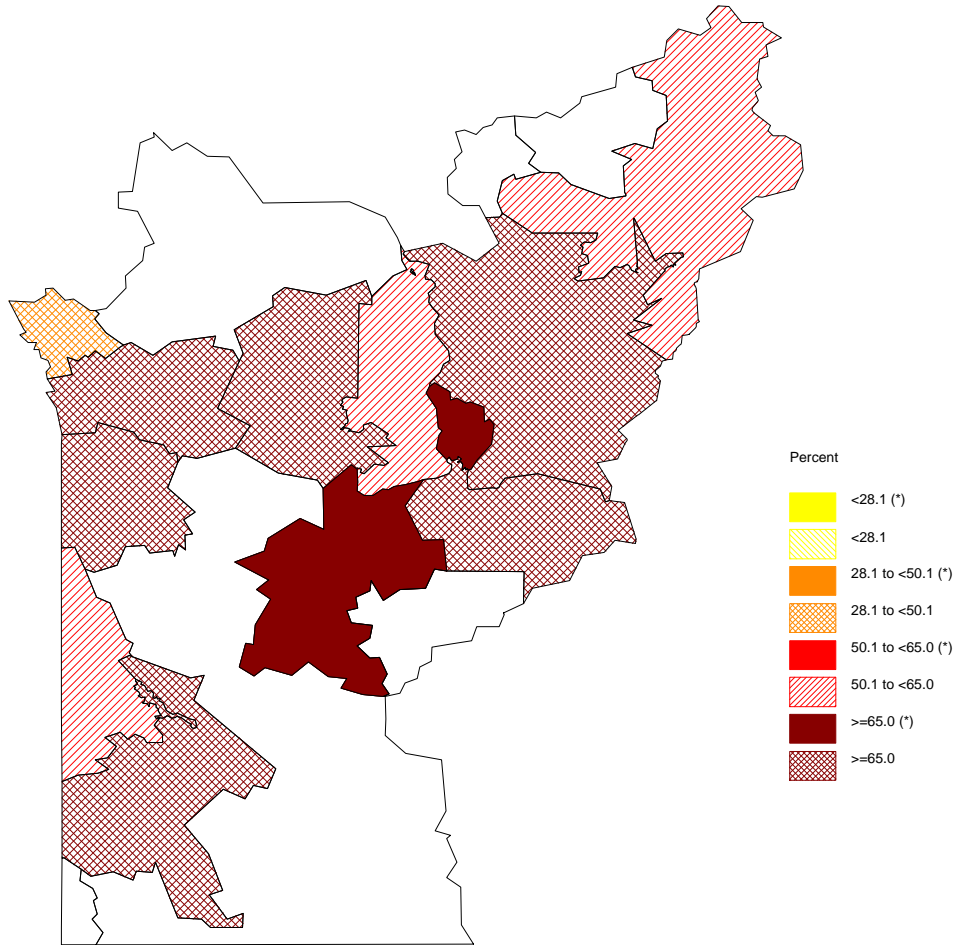 Percent
<28.1 (*)
<28.1
28.1 to <50.1 (*)
28.1 to <50.1
50.1 to <65.0 (*)
50.1 to <65.0
>=65.0 (*)
>=65.0